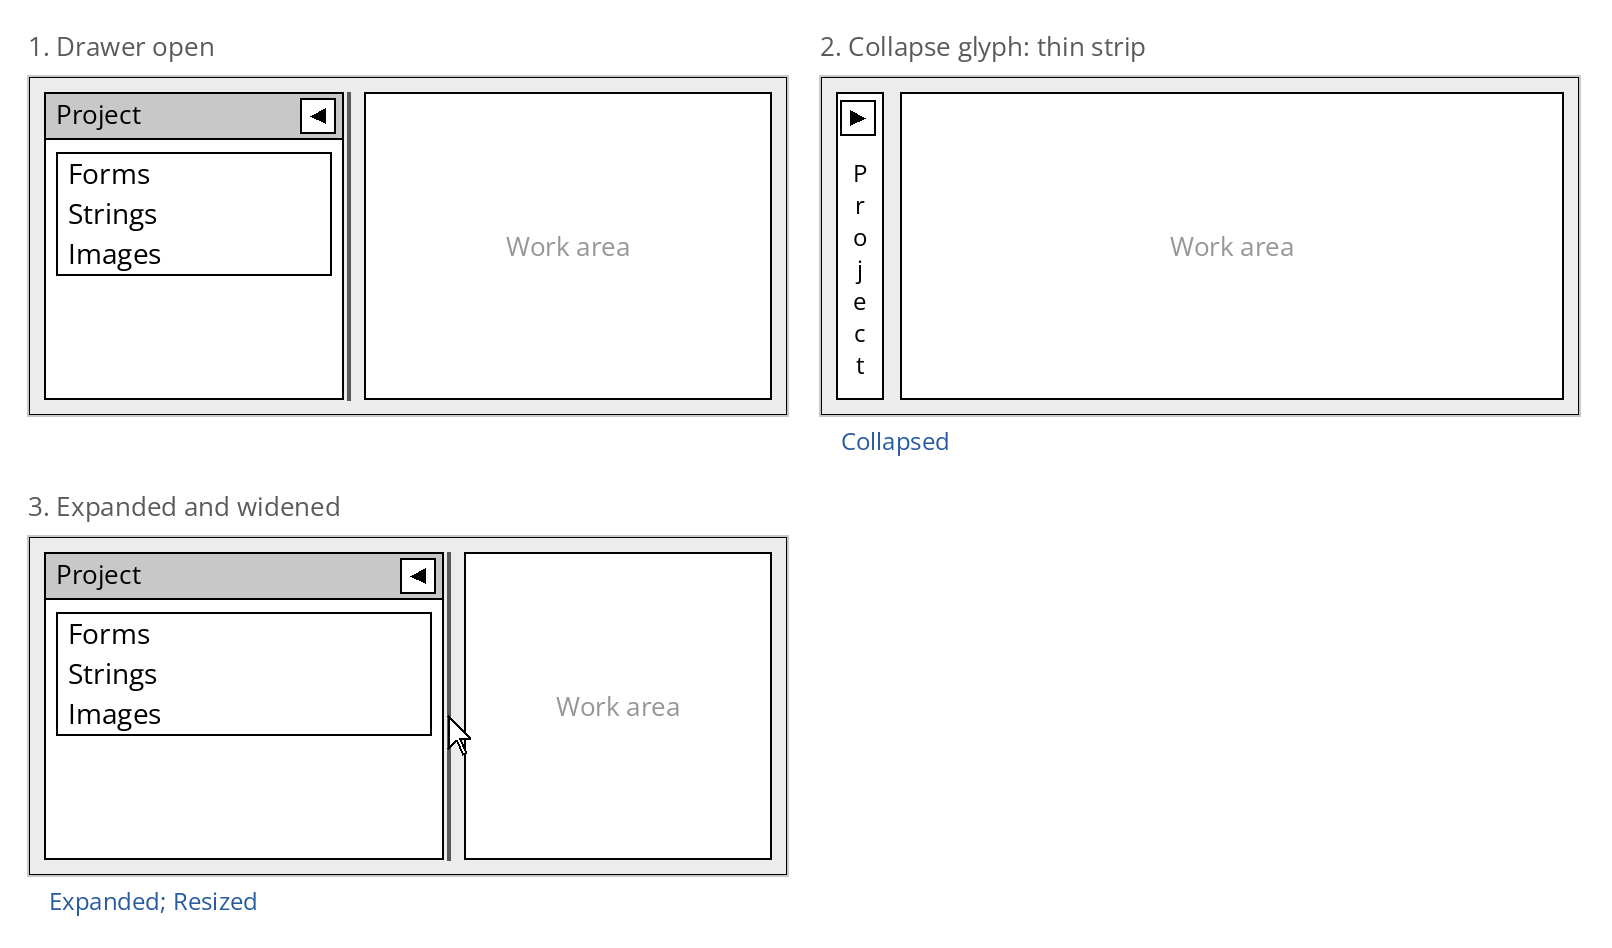 1. Drawer open
Project
Forms
Strings
Images
Work area
2. Collapse glyph: thin strip
P
r
o
j
e
c
t
Work area
Collapsed
3. Expanded and widened
Project
Forms
Strings
Images
Work area
Expanded; Resized